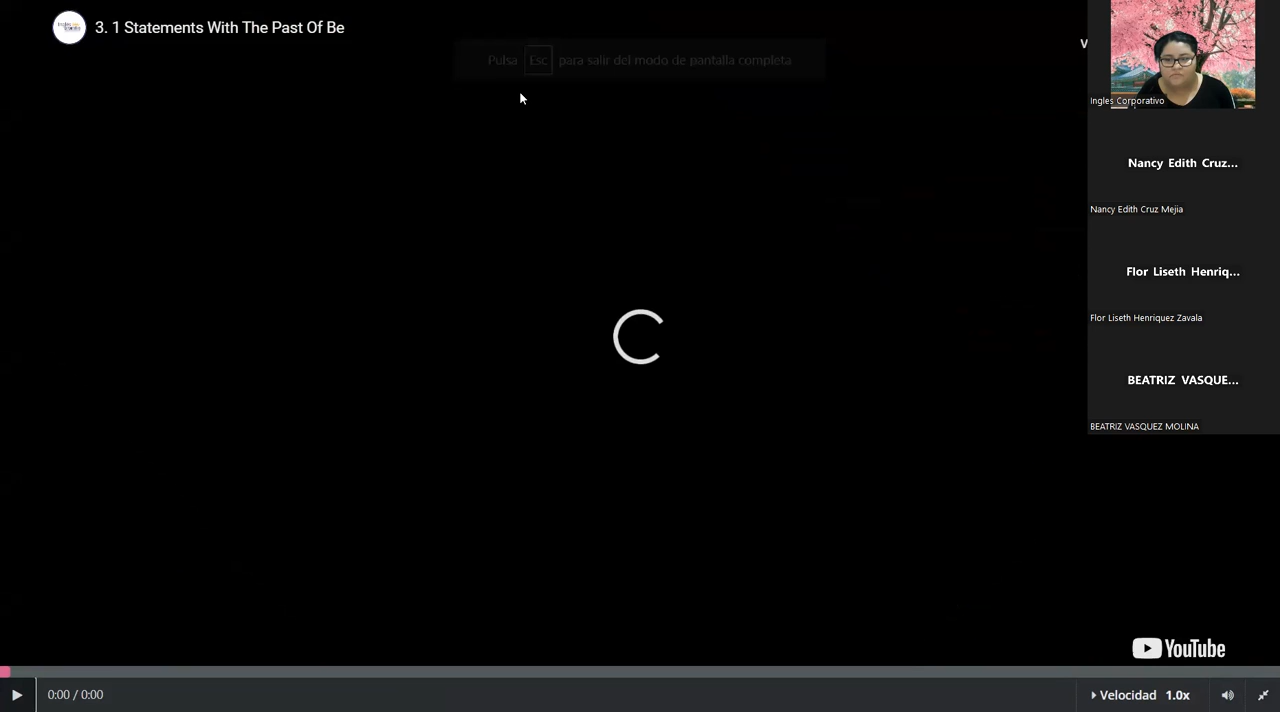 3. 1 Statements With The Past Of Be
Pulsa Esc para salir del modo de pantalla completa
V
Ingles Corporativo
Nancy Edith Cruz...
Nancy Edith Cruz Mejia
Flor Liseth Henriq...
Flor Liseth Henriquez Zavala
BEATRIZ VASQUE...
BEATRIZ VASQUEZ MOLINA
YouTube
0:00 / 0:00
Velocidad 1.0x